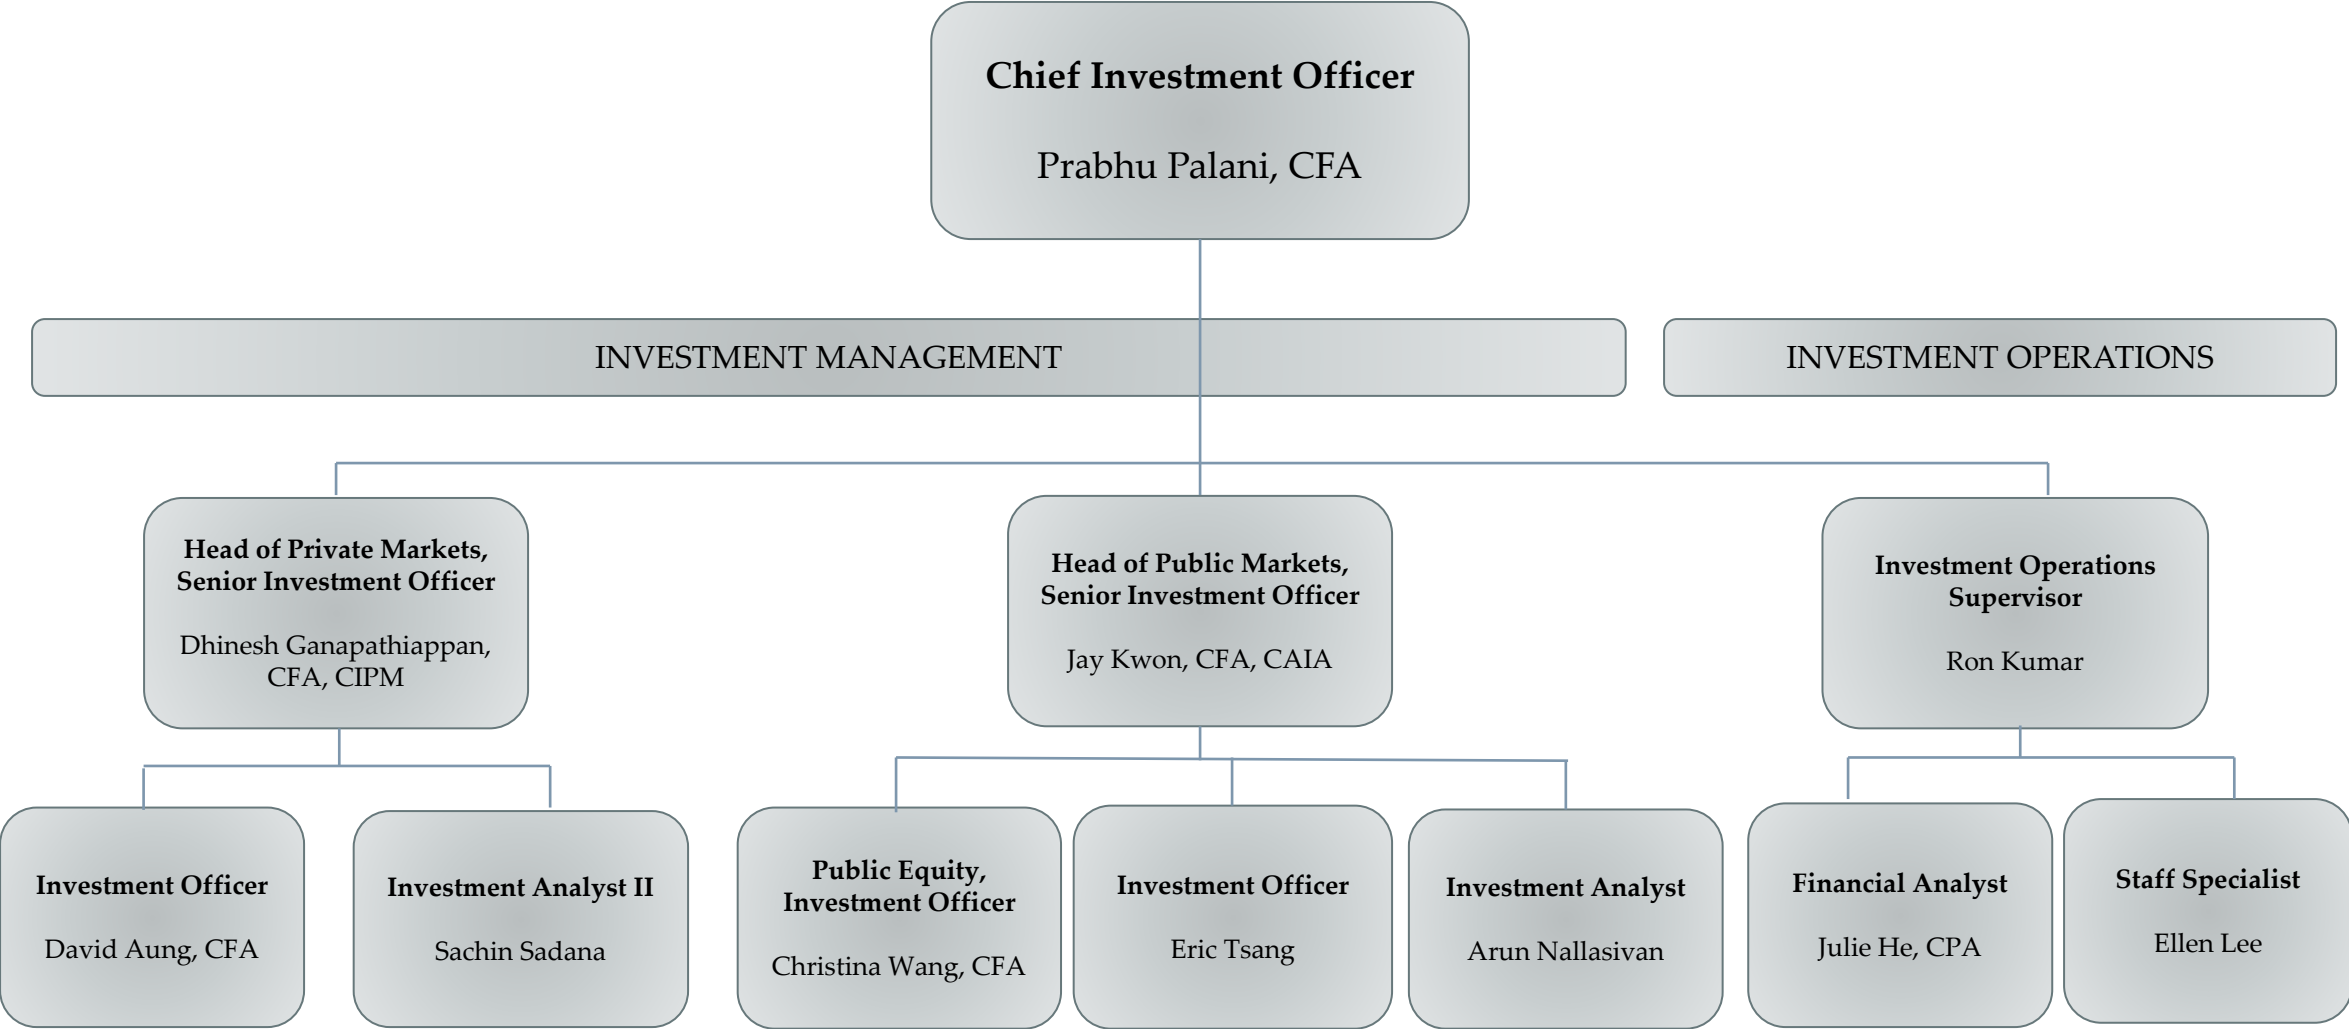 Chief Investment Officer
Prabhu Palani, CFA
INVESTMENT MANAGEMENT
INVESTMENT OPERATIONS
Head of Private Markets,
Senior Investment Officer
Dhinesh Ganapathiappan,
CFA, CIPM
Head of Public Markets,
Senior Investment Officer
Jay Kwon, CFA, CAIA
Investment Operations
Supervisor
Ron Kumar
Investment Officer
David Aung, CFA
Investment Analyst II
Sachin Sadana
Public Equity,
Investment Officer
Christina Wang, CFA
Investment Officer
Eric Tsang
Investment Analyst
Arun Nallasivan
Financial Analyst
Julie He, CPA
Staff Specialist
Ellen Lee